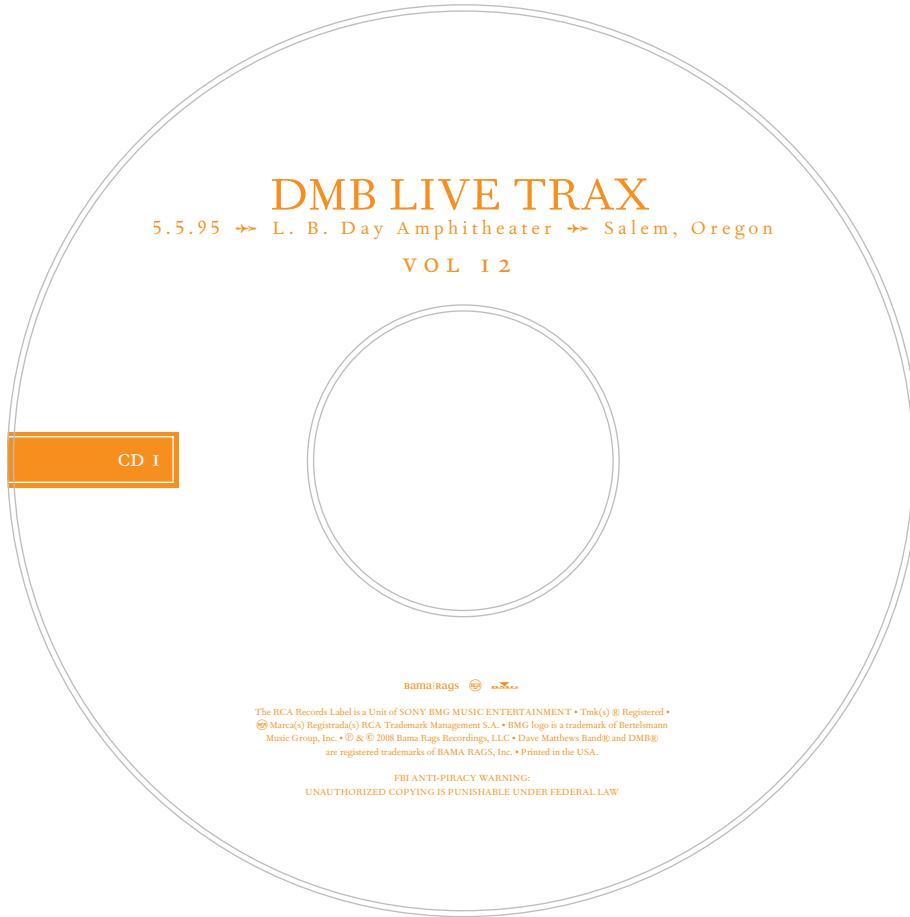 DMB LIVE TRAX
5.5.95 ➳ L. B. Day Amphitheater ➳ Salem, Oregon
VOL 12
CD 1
Bama Rags RCA BMG
The RCA Records Label is a Unit of SONY BMG MUSIC ENTERTAINMENT • Tmk(s) ® Registered •
RCA Marca(s) Registrada(s) RCA Trademark Management S.A. • BMG logo is a trademark of Bertelsmann
Music Group, Inc. • ℗ & © 2008 Bama Rags Recordings, LLC • Dave Matthews Band® and DMB®
are registered trademarks of BAMA RAGS, Inc. • Printed in the USA.
FBI ANTI-PIRACY WARNING:
UNAUTHORIZED COPYING IS PUNISHABLE UNDER FEDERAL LAW